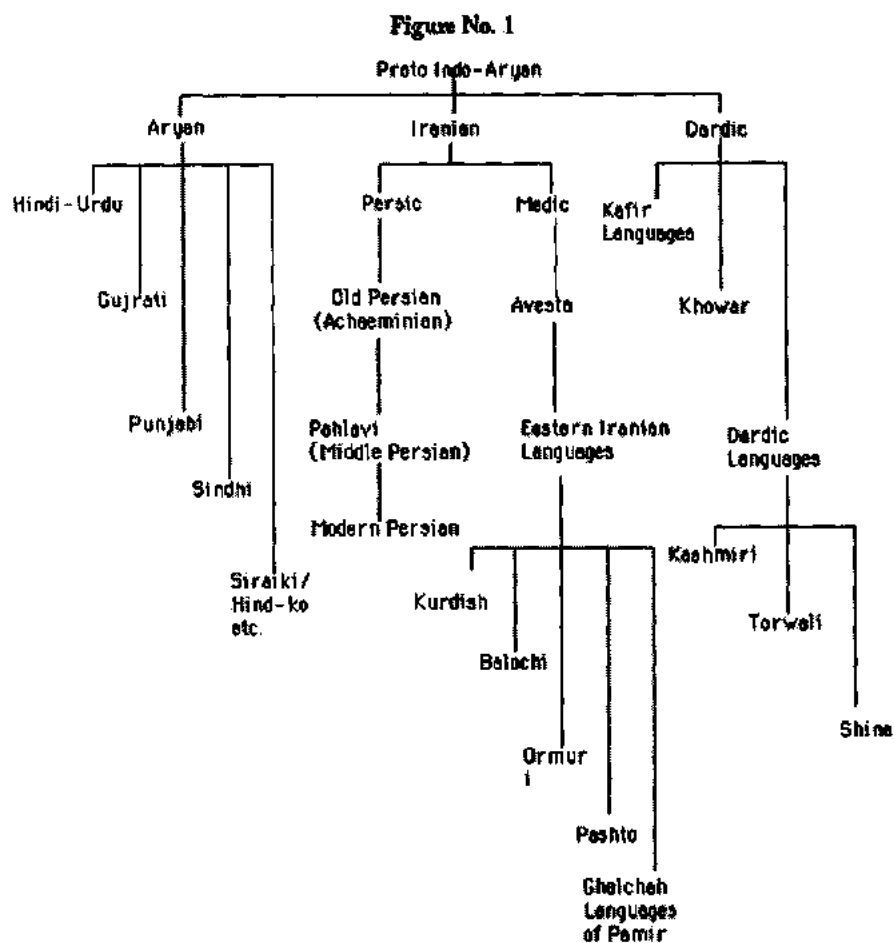 Figure No. 1
Proto Indo-Aryan
Aryan Iranian Dardic
Hindi-Urdu Persic Medic Kafir
Languages
Gujrati Old Persian
(Achaeminian) Avesta Khowar
Punjabi Pahlavi
(Middle Persian) Eastern Iranian
Languages Dardic
Languages
Sindhi
Modern Persian
Siraiki/
Hind-ko
etc.
Kurdish
Kashmiri
Balochi
Torwali
Ormur
i
Shina
Pashto
Ghalchah
Languages
of Pamir